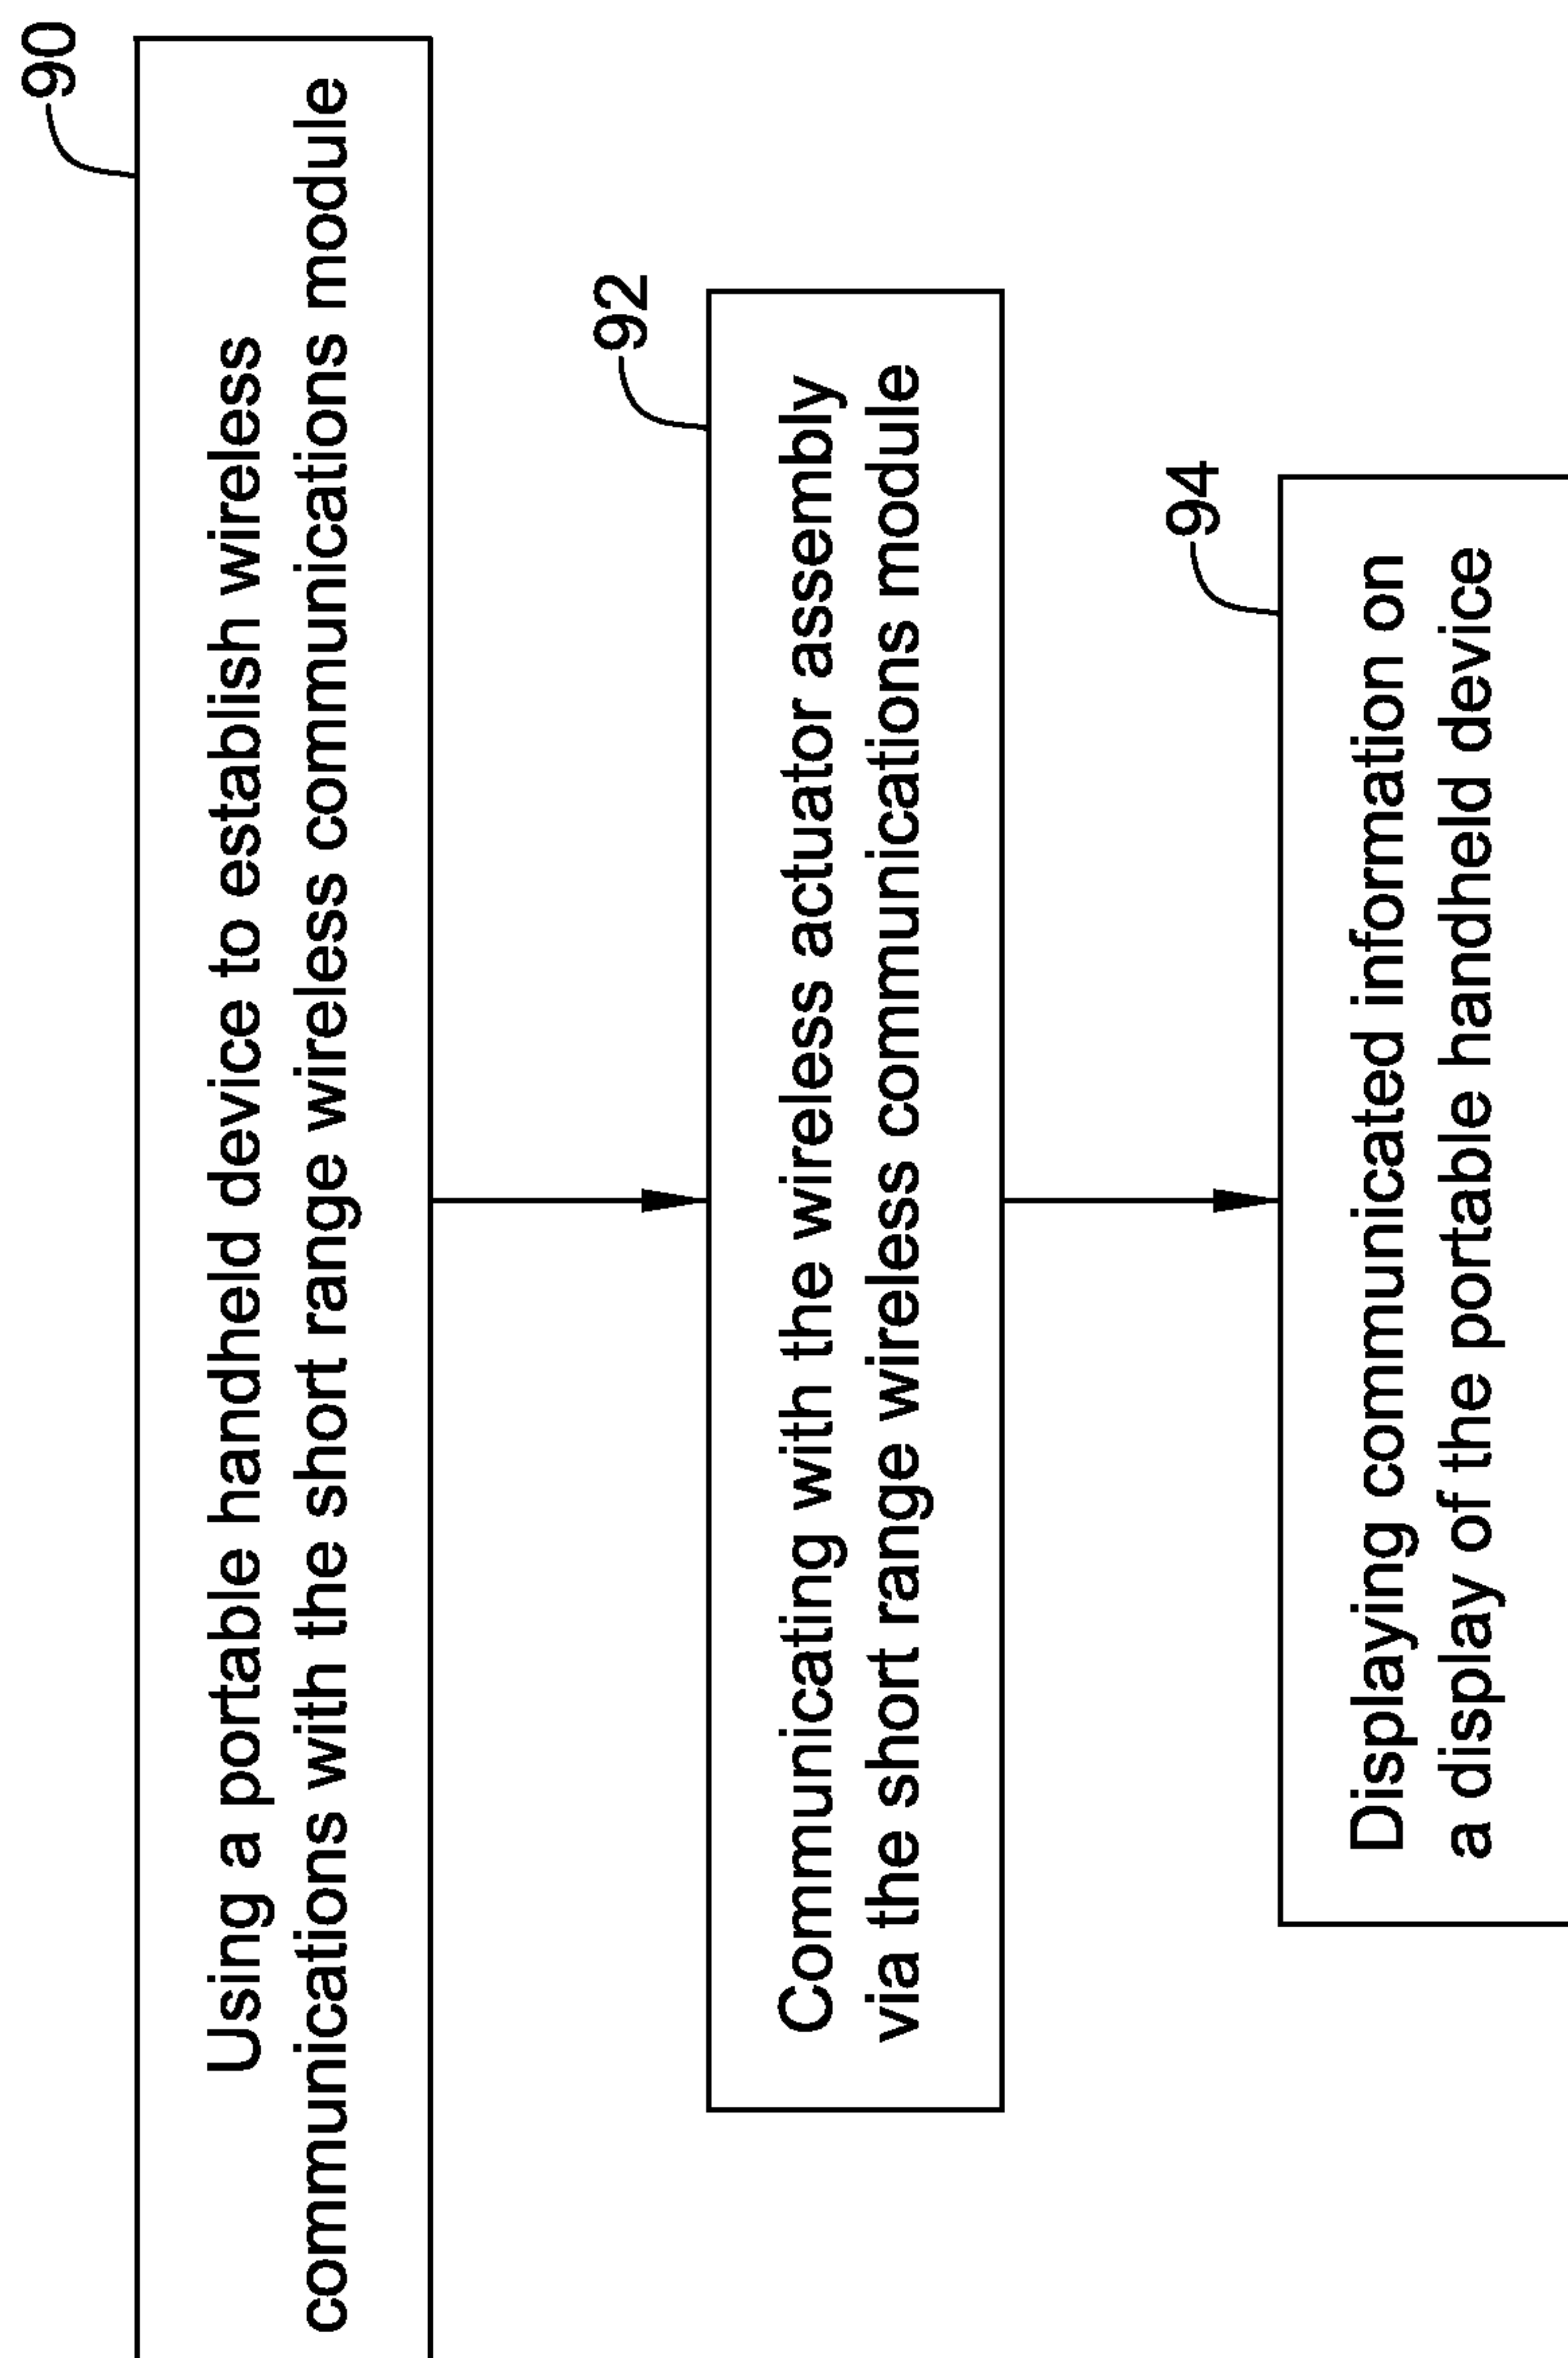 90
Using a portable handheld device to establish wireless
communications with the short range wireless communications module
92
Communicating with the wireless actuator assembly
via the short range wireless communications module
94
Displaying communicated information on
a display of the portable handheld device